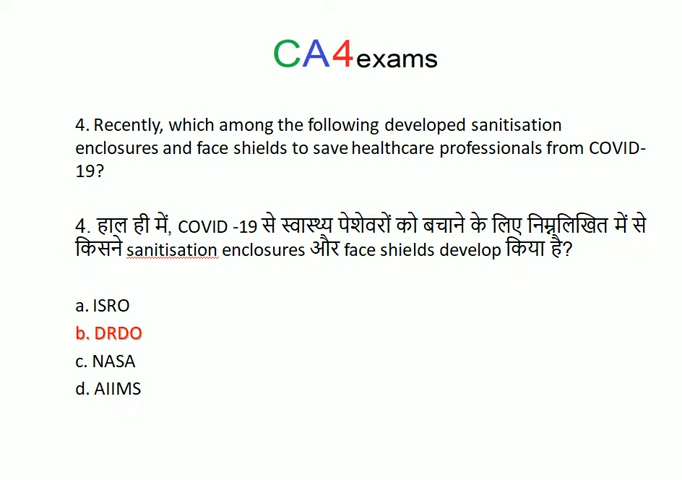 CA4exams
4. Recently, which among the following developed sanitisation
enclosures and face shields to save healthcare professionals from COVID-
19?
4. हाल ही में, COVID -19 से स्वास्थ्य पेशेवरों को बचाने के लिए निम्नलिखित में से
किसने sanitisation enclosures और face shields develop किया है?
a. ISRO
b. DRDO
c. NASA
d. AIIMS